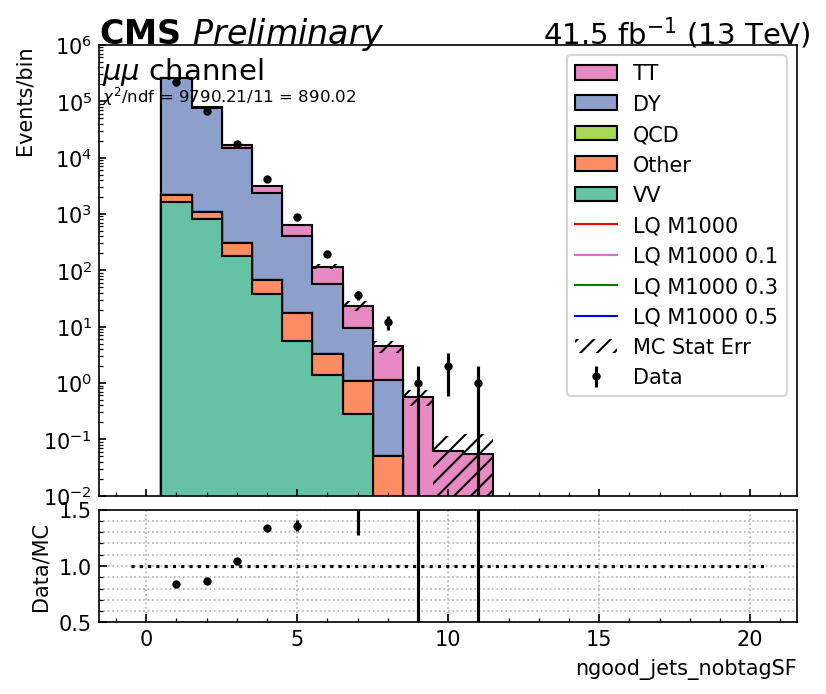 CMS Preliminary 41.5 fb⁻¹ (13 TeV)
μμ channel
χ²/ndf = 9790.21/11 = 890.02
Events/bin
10⁶
10⁵
10⁴
10³
10²
10¹
10⁰
10⁻¹
10⁻²
TT
DY
QCD
Other
VV
LQ M1000
LQ M1000 0.1
LQ M1000 0.3
LQ M1000 0.5
MC Stat Err
Data
Data/MC
1.5
1.0
0.5
0 5 10 15 20
ngood_jets_nobtagSF